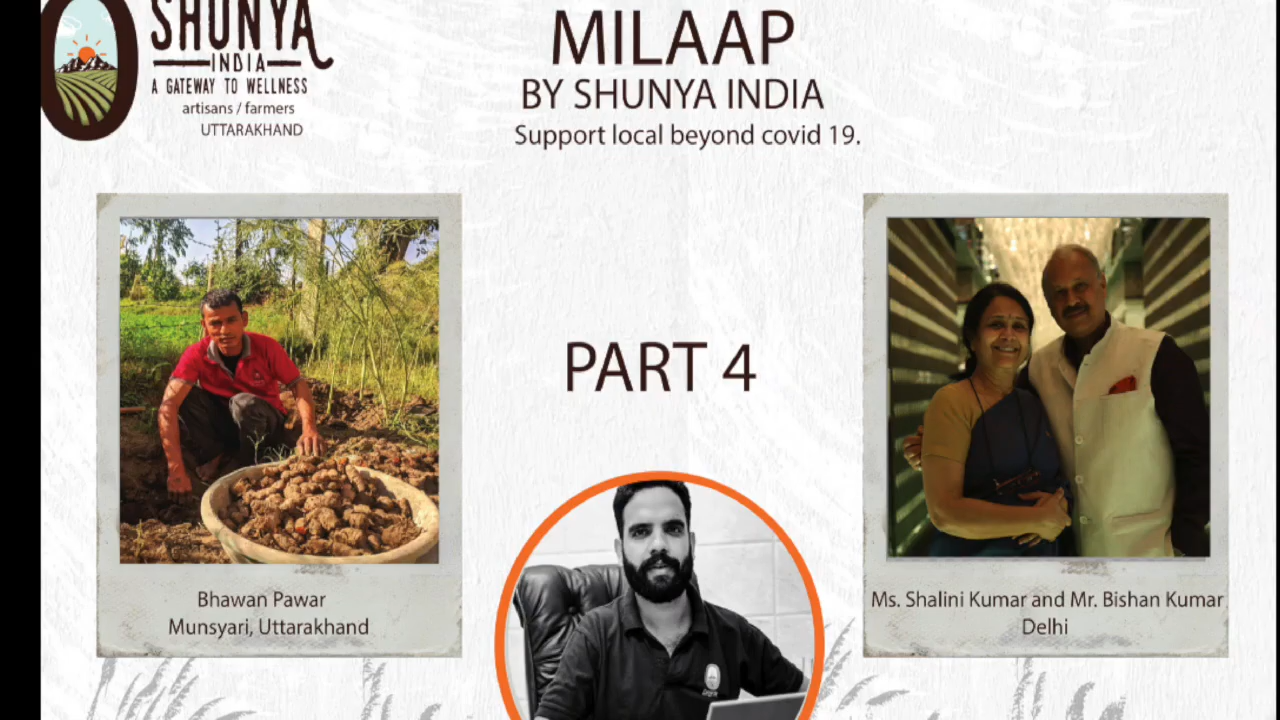 SHUNYA
INDIA
A GATEWAY TO WELLNESS
artisans / farmers
UTTARAKHAND
MILAAP
BY SHUNYA INDIA
Support local beyond covid 19.
PART 4
Bhawan Pawar
Munsyari, Uttarakhand
Ms. Shalini Kumar and Mr. Bishan Kumar
Delhi